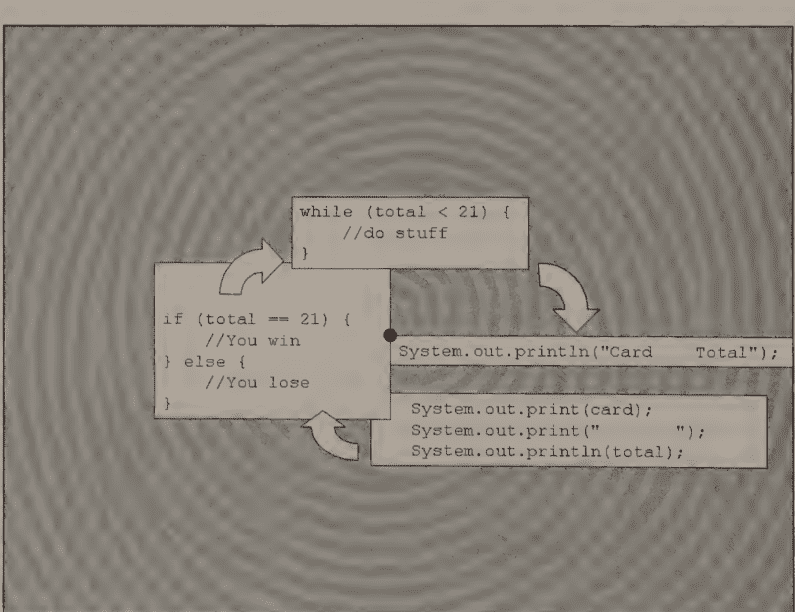 while (total < 21) {
    //do stuff
}
if (total == 21) {
    //You win
} else {
    //You lose
}
System.out.println("Card    Total");
System.out.print(card);
System.out.print("        ");
System.out.println(total);